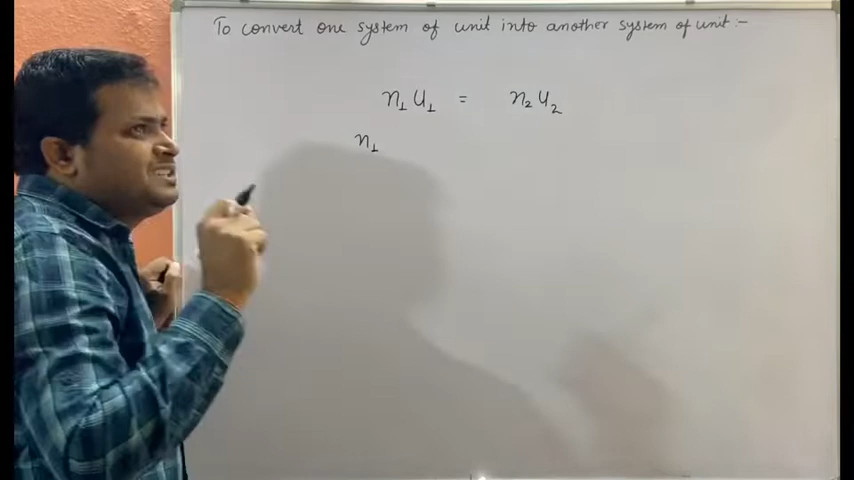 To convert one system of unit into another system of unit :-
n₁ U₁ = n₂ U₂
n₁